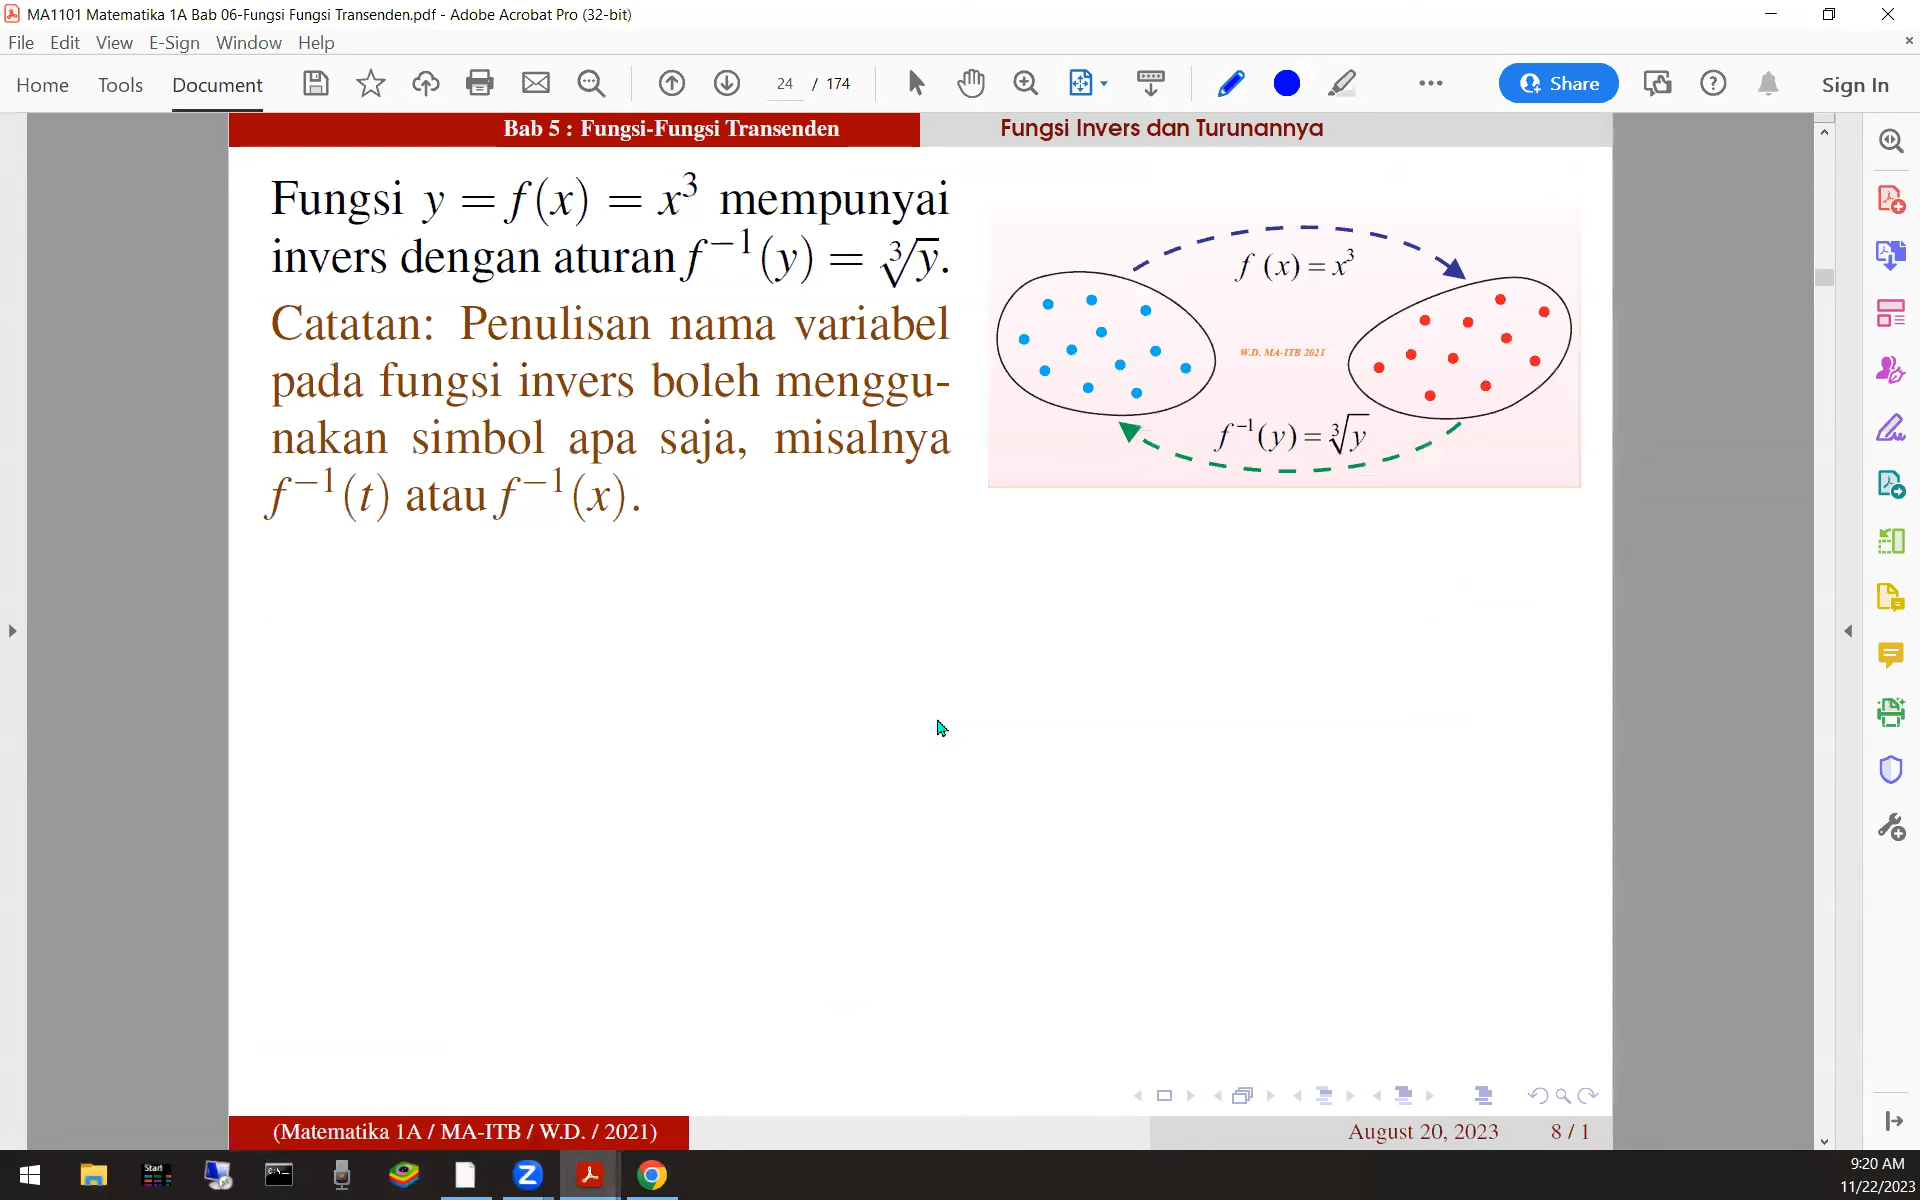 MA1101 Matematika 1A Bab 06-Fungsi Fungsi Transenden.pdf - Adobe Acrobat Pro (32-bit)
File Edit View E-Sign Window Help
Home Tools Document 24 / 174 Share Sign In
Bab 5 : Fungsi-Fungsi Transenden
Fungsi Invers dan Turunannya
Fungsi y = f(x) = x³ mempunyai
invers dengan aturan f⁻¹(y) = ∛y.
Catatan: Penulisan nama variabel
pada fungsi invers boleh menggu-
nakan simbol apa saja, misalnya
f⁻¹(t) atau f⁻¹(x).
f (x) = x³
W.D. MA-ITB 2021
f⁻¹(y) = ∛y
(Matematika 1A / MA-ITB / W.D. / 2021)
August 20, 2023 8 / 1
Start
9:20 AM
11/22/2023